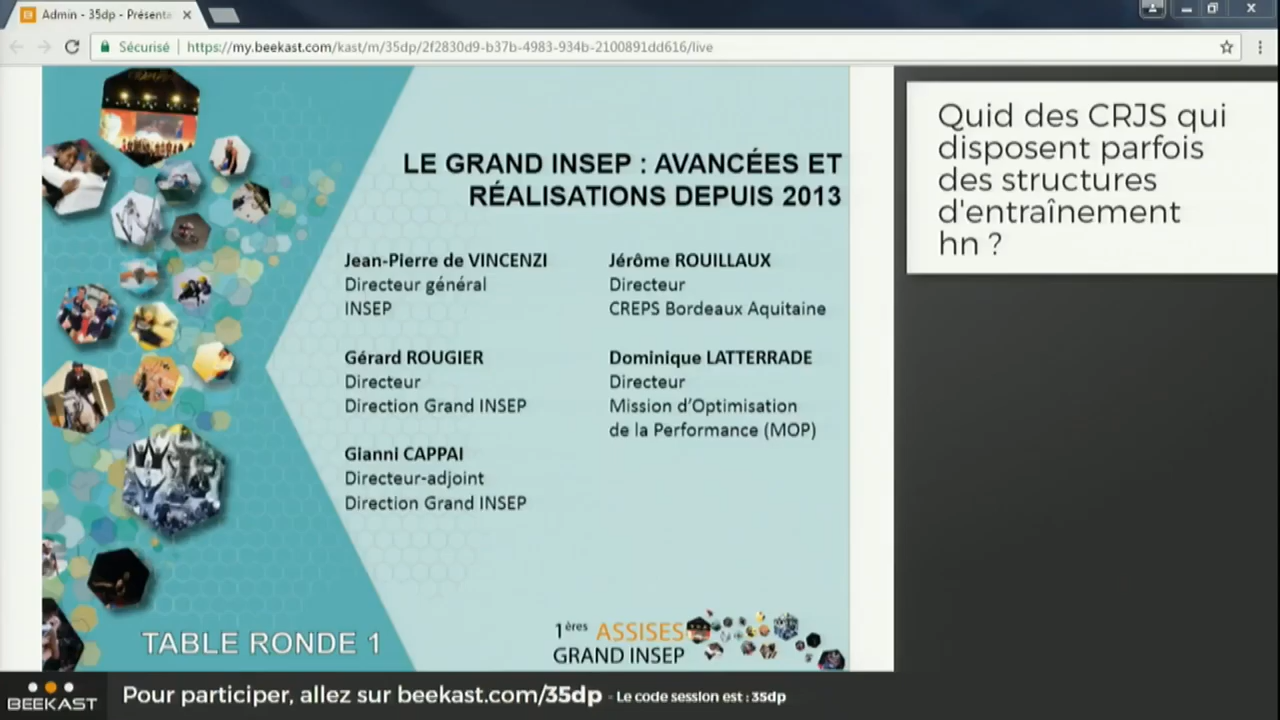 Admin - 35dp - Présenta
Sécurisé
https://my.beekast.com/kast/m/35dp/2f2830d9-b37b-4983-934b-2100891dd616/live
LE GRAND INSEP : AVANCÉES ET
RÉALISATIONS DEPUIS 2013
Jean-Pierre de VINCENZI
Directeur général
INSEP
Gérard ROUGIER
Directeur
Direction Grand INSEP
Gianni CAPPAI
Directeur-adjoint
Direction Grand INSEP
Jérôme ROUILLAUX
Directeur
CREPS Bordeaux Aquitaine
Dominique LATTERRADE
Directeur
Mission d'Optimisation
de la Performance (MOP)
TABLE RONDE 1
1ères ASSISES
GRAND INSEP
Quid des CRJS qui
disposent parfois
des structures
d'entraînement
hn ?
BEEKAST
Pour participer, allez sur beekast.com/35dp - Le code session est : 35dp